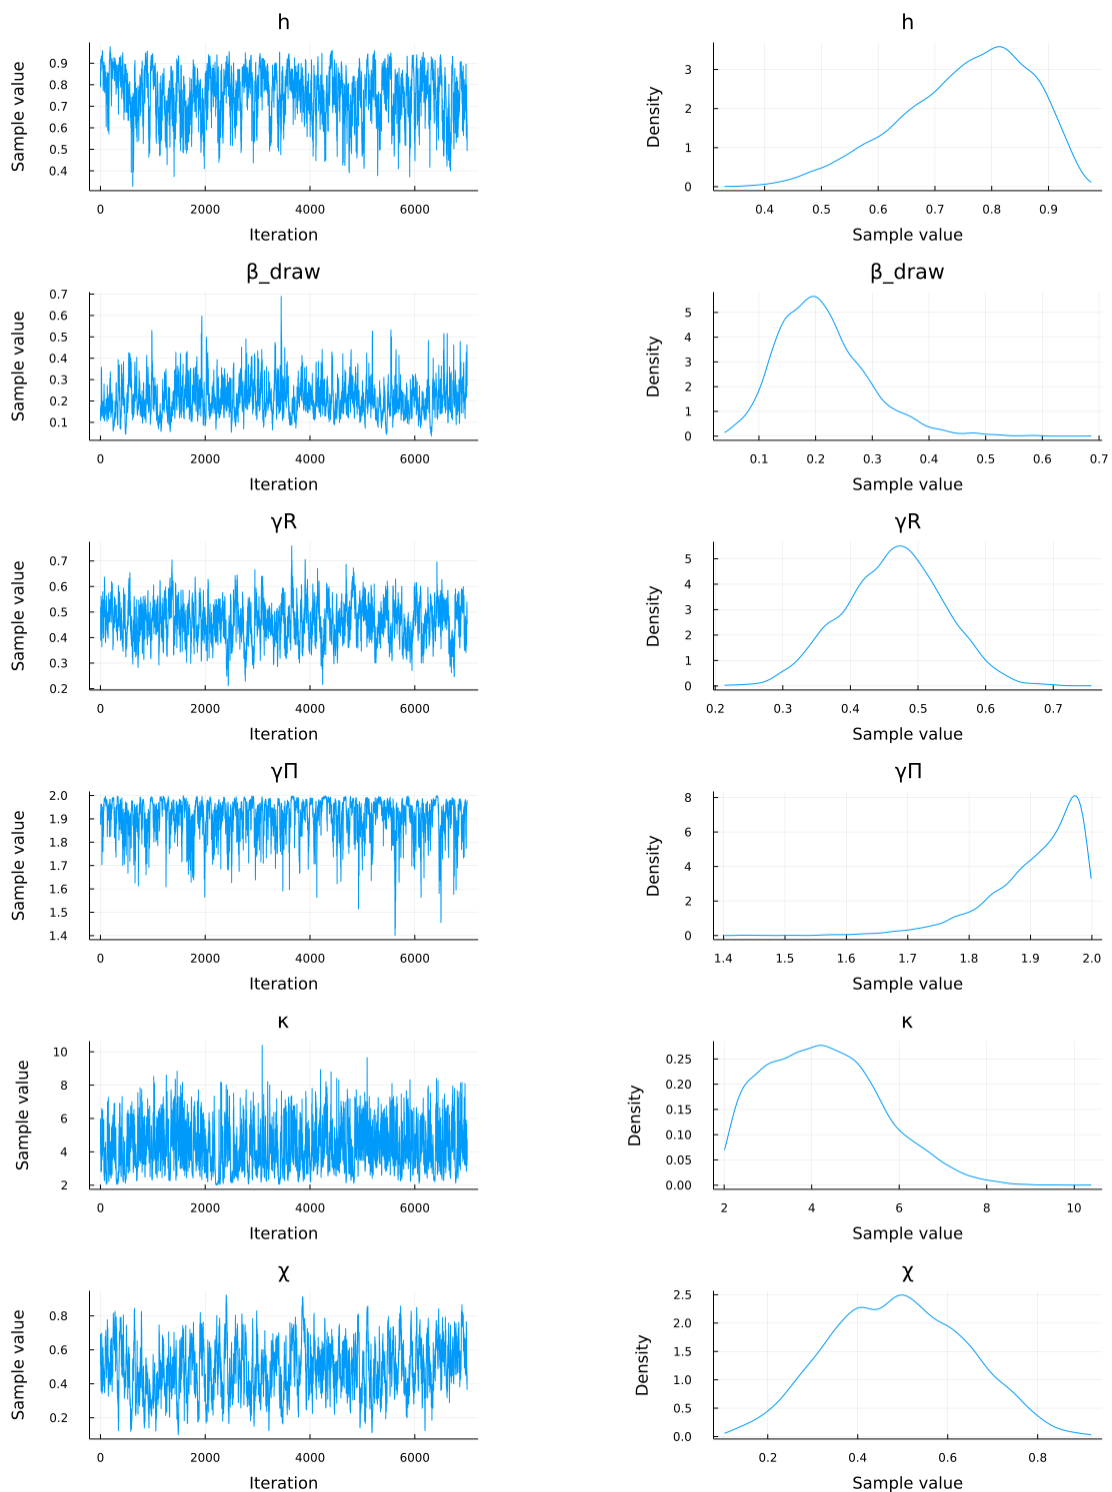 h
h
Sample value
0.9
0.8
0.7
0.6
0.5
0.4
0 2000 4000 6000
Iteration
Density
3
2
1
0
0.4 0.5 0.6 0.7 0.8 0.9
Sample value
β_draw
β_draw
Sample value
0.7
0.6
0.5
0.4
0.3
0.2
0.1
0 2000 4000 6000
Iteration
Density
5
4
3
2
1
0
0.1 0.2 0.3 0.4 0.5 0.6 0.7
Sample value
γR
γR
Sample value
0.7
0.6
0.5
0.4
0.3
0.2
0 2000 4000 6000
Iteration
Density
5
4
3
2
1
0
0.2 0.3 0.4 0.5 0.6 0.7
Sample value
γΠ
γΠ
Sample value
2.0
1.9
1.8
1.7
1.6
1.5
1.4
0 2000 4000 6000
Iteration
Density
8
6
4
2
0
1.4 1.5 1.6 1.7 1.8 1.9 2.0
Sample value
κ
κ
Sample value
10
8
6
4
2
0 2000 4000 6000
Iteration
Density
0.25
0.20
0.15
0.10
0.05
0.00
2 4 6 8 10
Sample value
χ
χ
Sample value
0.8
0.6
0.4
0.2
0 2000 4000 6000
Iteration
Density
2.5
2.0
1.5
1.0
0.5
0.0
0.2 0.4 0.6 0.8
Sample value